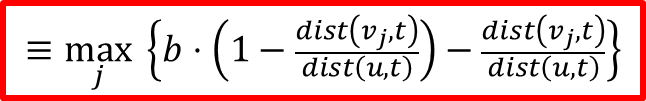 ≡ max_j {b · (1 − dist(v_j,t)/dist(u,t)) − dist(v_j,t)/dist(u,t)}